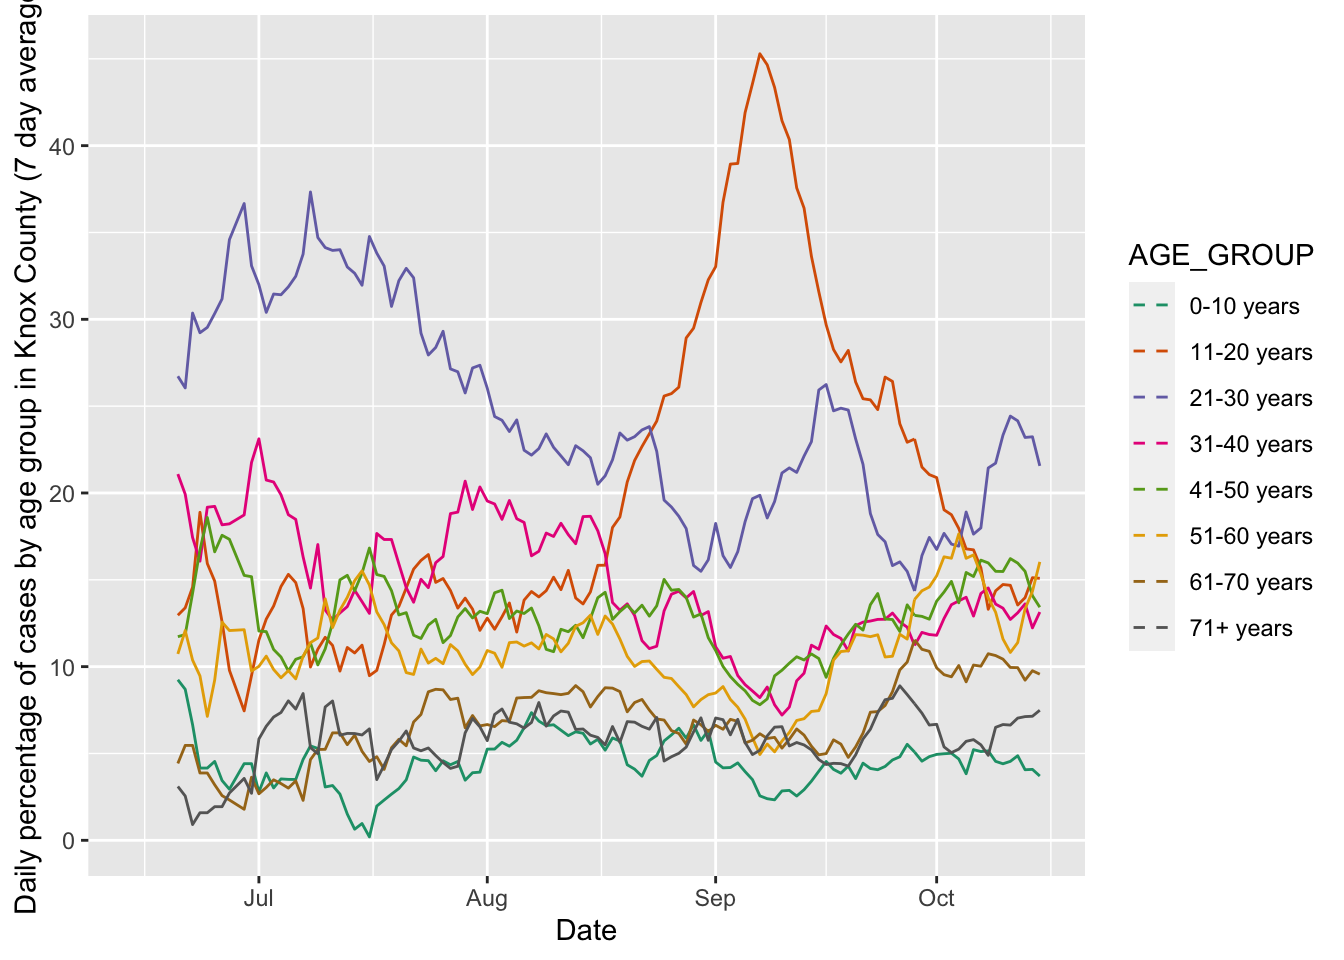 Daily percentage of cases by age group in Knox County (7 day average
40
30
20
10
0
Jul Aug Sep Oct
Date
AGE_GROUP
0-10 years
11-20 years
21-30 years
31-40 years
41-50 years
51-60 years
61-70 years
71+ years